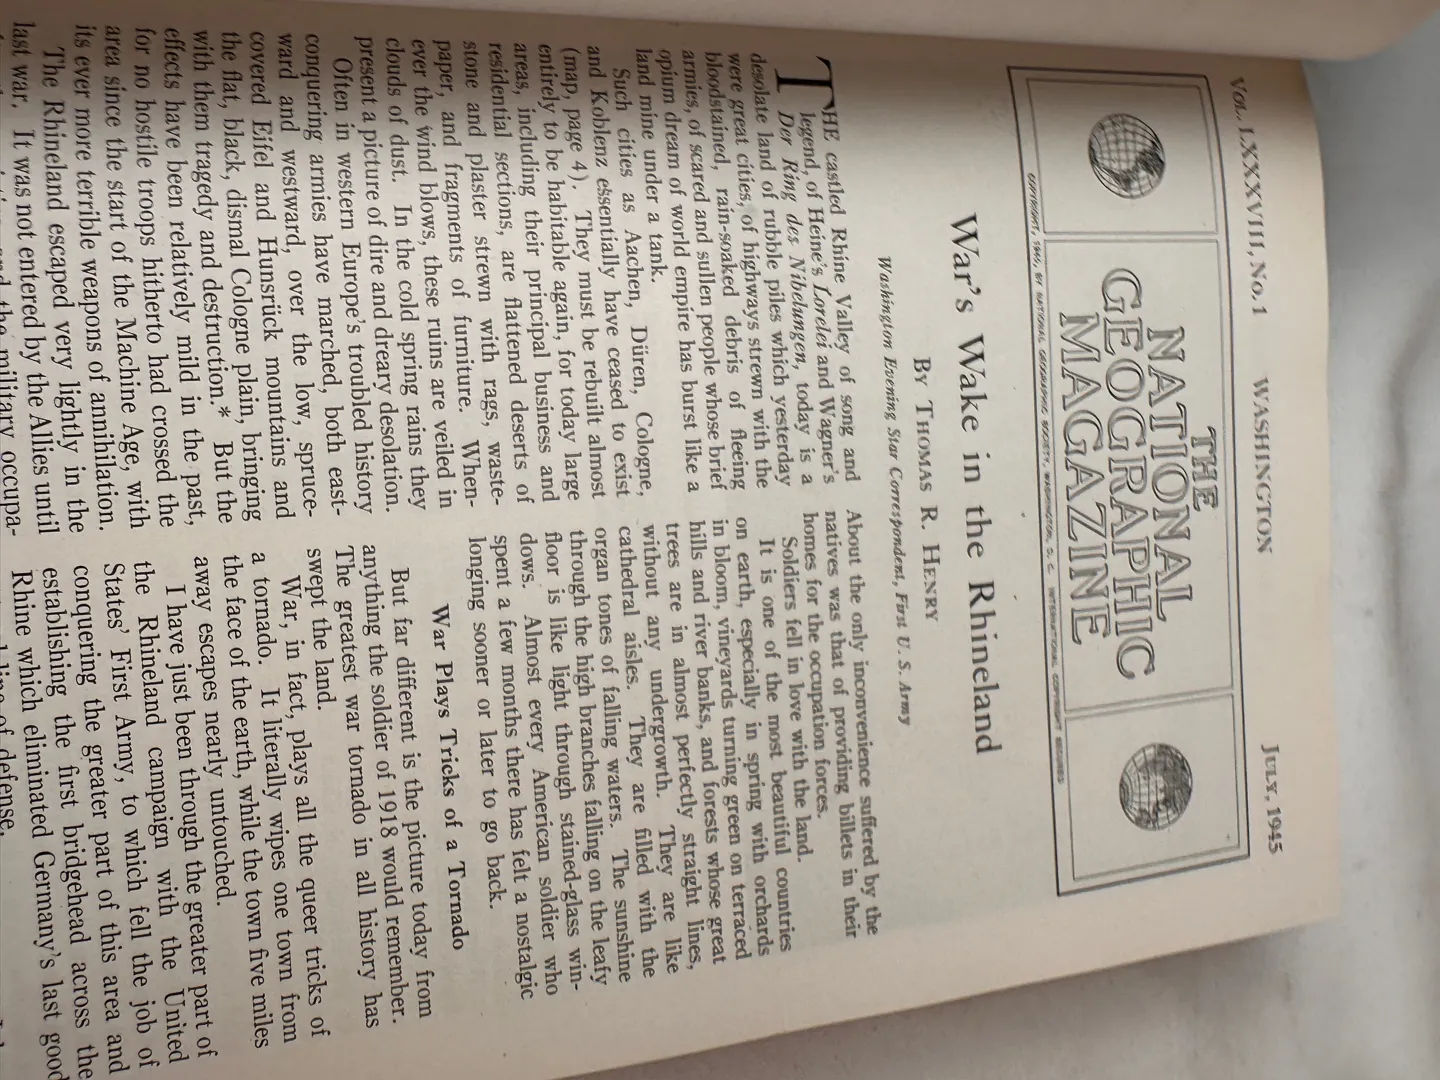 VOL. LXXXVIII, No. 1 WASHINGTON JULY, 1945
THE
NATIONAL
GEOGRAPHIC
MAGAZINE
COPYRIGHT, 1945, BY NATIONAL GEOGRAPHIC SOCIETY, WASHINGTON, D. C. INTERNATIONAL COPYRIGHT SECURED
War's Wake in the Rhineland
BY THOMAS R. HENRY
Washington Evening Star Correspondent, First U. S. Army
THE castled Rhine Valley of song and
legend, of Heine's Lorelei and Wagner's
Der Ring des Nibelungen, today is a
desolate land of rubble piles which yesterday
were great cities, of highways strewn with the
bloodstained, rain-soaked debris of fleeing
armies, of scared and sullen people whose brief
opium dream of world empire has burst like a
land mine under a tank.
Such cities as Aachen, Düren, Cologne,
and Koblenz essentially have ceased to exist
(map, page 4). They must be rebuilt almost
entirely to be habitable again, for today large
areas, including their principal business and
residential sections, are flattened deserts of
stone and plaster strewn with rags, waste-
paper, and fragments of furniture. When-
ever the wind blows, these ruins are veiled in
clouds of dust. In the cold spring rains they
present a picture of dire and dreary desolation.
Often in western Europe's troubled history
conquering armies have marched, both east-
ward and westward, over the low, spruce-
covered Eifel and Hunsrück mountains and
the flat, black, dismal Cologne plain, bringing
with them tragedy and destruction.* But the
effects have been relatively mild in the past,
for no hostile troops hitherto had crossed the
area since the start of the Machine Age, with
its ever more terrible weapons of annihilation.
The Rhineland escaped very lightly in the
last war. It was not entered by the Allies until
and the military occupa-
About the only inconvenience suffered by the
natives was that of providing billets in their
homes for the occupation forces.
Soldiers fell in love with the land.
It is one of the most beautiful countries
on earth, especially in spring with orchards
in bloom, vineyards turning green on terraced
hills and river banks, and forests whose great
trees are in almost perfectly straight lines,
without any undergrowth. They are like
cathedral aisles. They are filled with the
organ tones of falling waters. The sunshine
through the high branches falling on the leafy
floor is like light through stained-glass win-
dows. Almost every American soldier who
spent a few months there has felt a nostalgic
longing sooner or later to go back.
War Plays Tricks of a Tornado
But far different is the picture today from
anything the soldier of 1918 would remember.
The greatest war tornado in all history has
swept the land.
War, in fact, plays all the queer tricks of
a tornado. It literally wipes one town from
the face of the earth, while the town five miles
away escapes nearly untouched.
I have just been through the greater part of
the Rhineland campaign with the United
States' First Army, to which fell the job of
conquering the greater part of this area and
establishing the first bridgehead across the
Rhine which eliminated Germany's last good
line of defense.